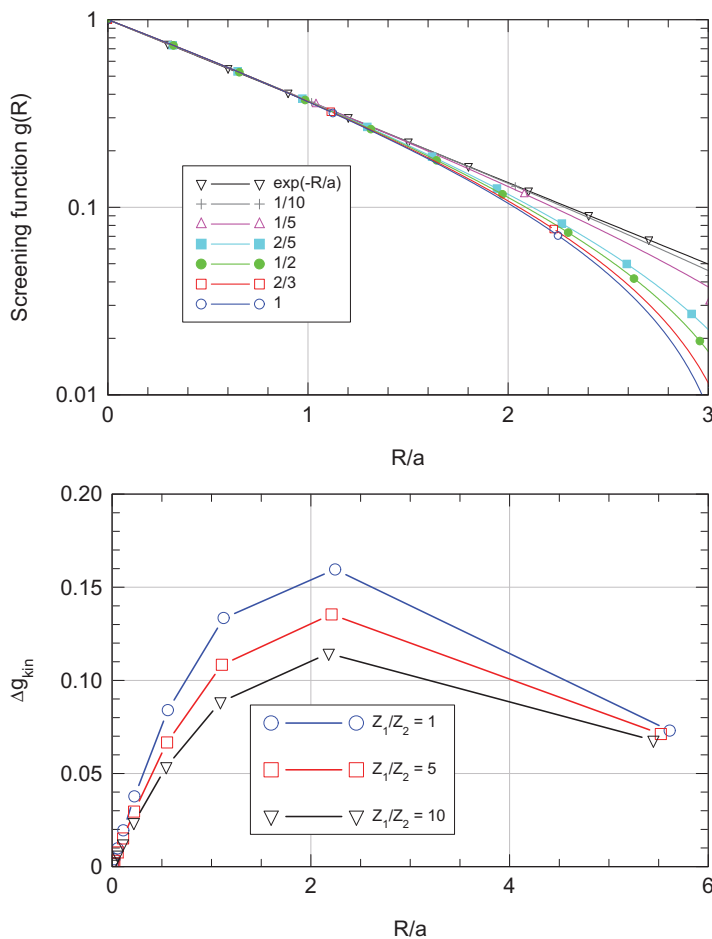 1
0.1
0.01
Screening function g(R)
exp(-R/a)
1/10
1/5
2/5
1/2
2/3
1
0 1 2 3
R/a
0.20
0.15
0.10
0.05
0
Δg_kin
Z_1/Z_2 = 1
Z_1/Z_2 = 5
Z_1/Z_2 = 10
0 2 4 6
R/a